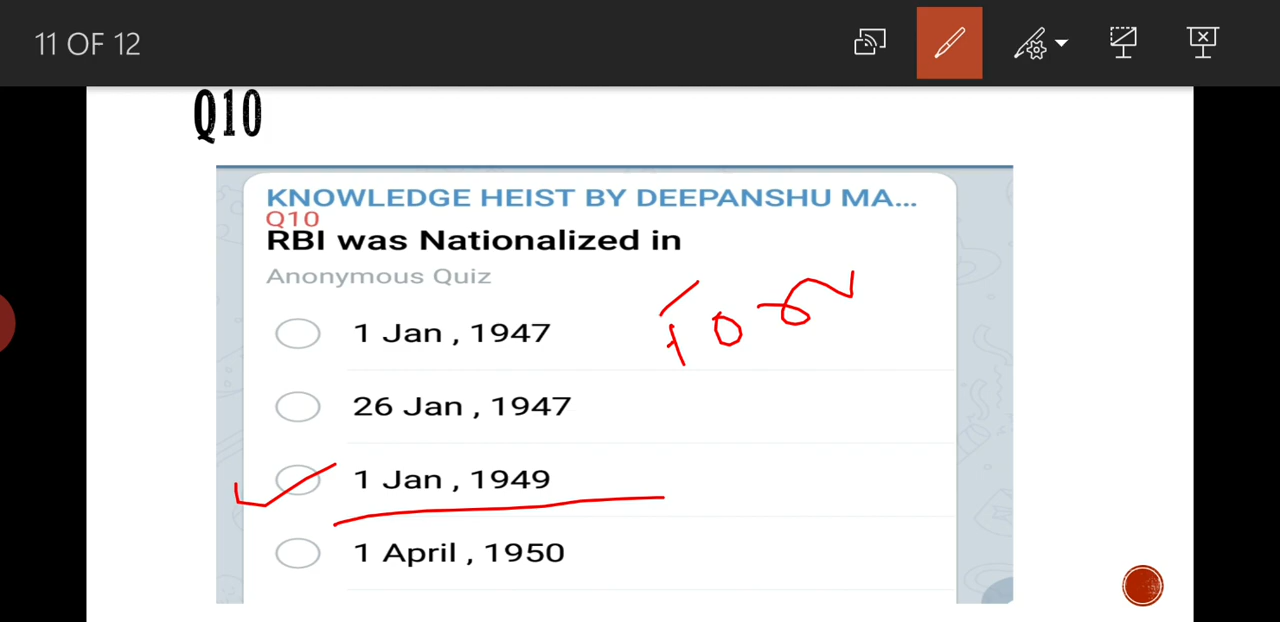 11 OF 12
Q10
KNOWLEDGE HEIST BY DEEPANSHU MA...
Q10
RBI was Nationalized in
Anonymous Quiz
1 Jan , 1947
26 Jan , 1947
1 Jan , 1949
1 April , 1950